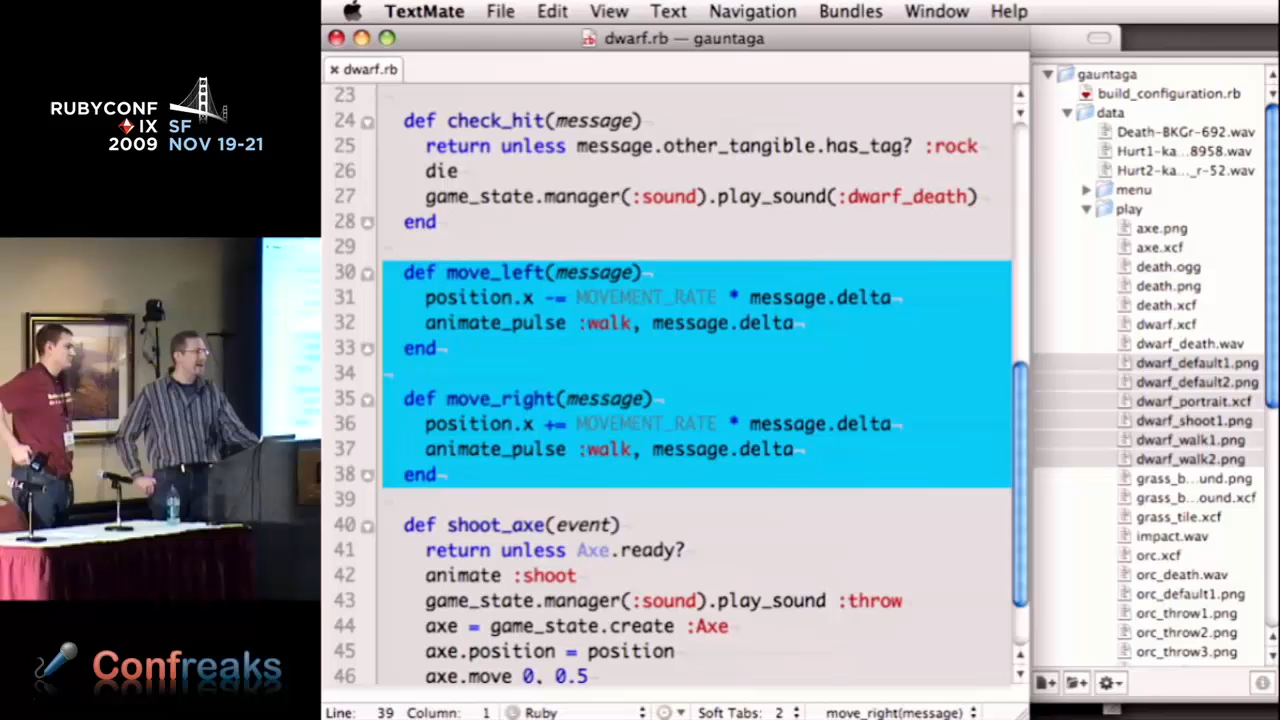 TextMate File Edit View Text Navigation Bundles Window Help
dwarf.rb — gauntaga
dwarf.rb
23
24 def check_hit(message)
25 return unless message.other_tangible.has_tag? :rock
26 die
27 game_state.manager(:sound).play_sound(:dwarf_death)
28 end
29
30 def move_left(message)
31 position.x -= MOVEMENT_RATE * message.delta
32 animate_pulse :walk, message.delta
33 end
34
35 def move_right(message)
36 position.x += MOVEMENT_RATE * message.delta
37 animate_pulse :walk, message.delta
38 end
39
40 def shoot_axe(event)
41 return unless Axe.ready?
42 animate :shoot
43 game_state.manager(:sound).play_sound :throw
44 axe = game_state.create :Axe
45 axe.position = position
46 axe.move 0, 0.5
Line: 39 Column: 1 Ruby Soft Tabs: 2 move_right(message)
gauntaga
build_configuration.rb
data
Death-BKGr-692.wav
Hurt1-ka...8958.wav
Hurt2-ka..._r-52.wav
menu
play
axe.png
axe.xcf
death.ogg
death.png
death.xcf
dwarf.xcf
dwarf_death.wav
dwarf_default1.png
dwarf_default2.png
dwarf_portrait.xcf
dwarf_shoot1.png
dwarf_walk1.png
dwarf_walk2.png
grass_b...und.png
grass_b...ound.xcf
grass_tile.xcf
impact.wav
orc.xcf
orc_death.wav
orc_default1.png
orc_throw1.png
orc_throw2.png
orc_throw3.png
RUBYCONF
IX SF
2009 NOV 19-21
Confreaks